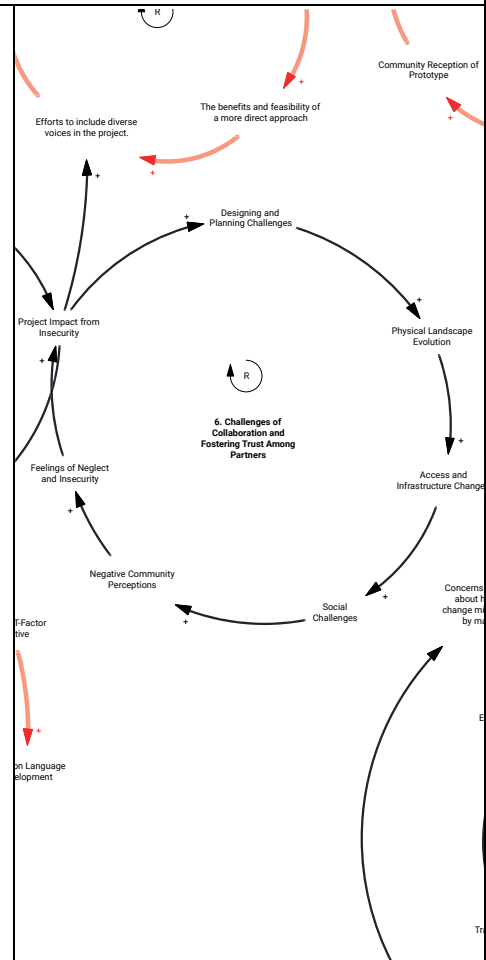 R
Community Reception of
Prototype
The benefits and feasibility of
a more direct approach
+
Efforts to include diverse
voices in the project.
+
+
+
Designing and
Planning Challenges
+
+
Project Impact from
Insecurity
Physical Landscape
Evolution
+
R
6. Challenges of
Collaboration and
Fostering Trust Among
Partners
+
Feelings of Neglect
and Insecurity
Access and
Infrastructure Change
+
Negative Community
Perceptions
+
Social
Challenges
+
Concerns
about h
change mi
by ma
T-Factor
tive
+
on Language
elopment
E
Tra